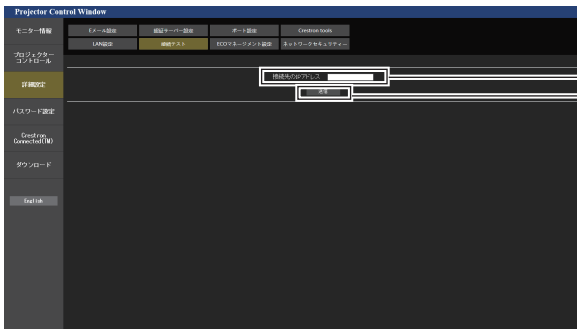 Projector Control Window
モニター情報
プロジェクター
コントロール
詳細設定
パスワード設定
Crestron
Connected(TM)
ダウンロード
English
Eメール設定 認証サーバー設定 ポート設定 Crestron tools
LAN設定 接続テスト ECOマネージメント設定 ネットワークセキュリティー
接続先のIPアドレス
送信